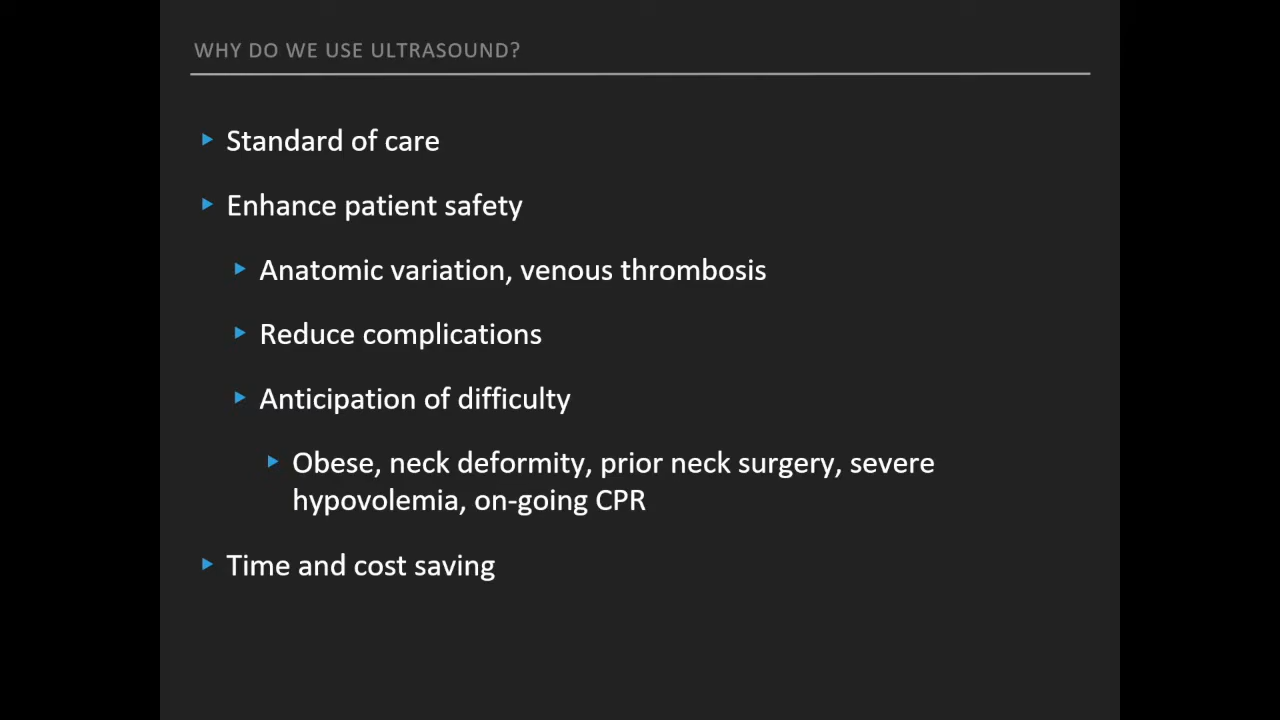 WHY DO WE USE ULTRASOUND?
Standard of care
Enhance patient safety
Anatomic variation, venous thrombosis
Reduce complications
Anticipation of difficulty
Obese, neck deformity, prior neck surgery, severe
hypovolemia, on-going CPR
Time and cost saving